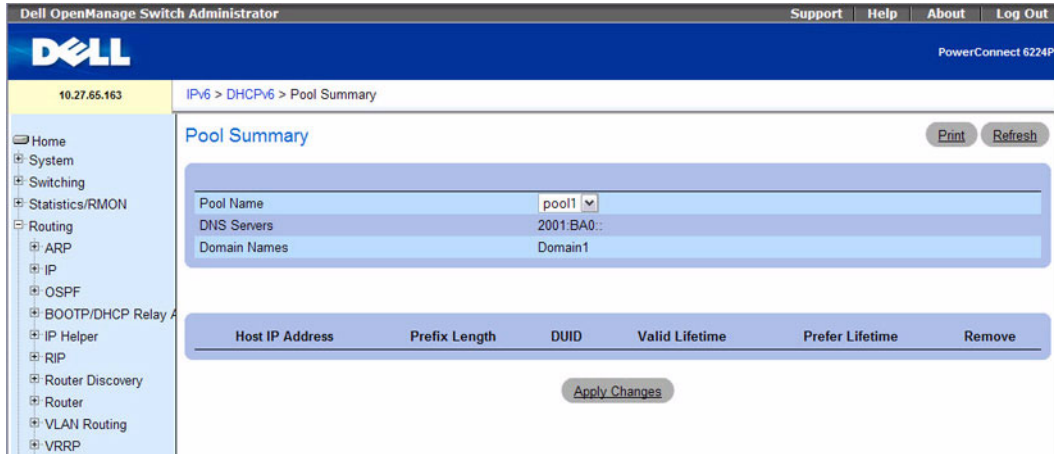 Dell OpenManage Switch Administrator
Support Help About Log Out
DELL
PowerConnect 6224P
10.27.65.163
IPv6 > DHCPv6 > Pool Summary
Home
System
Switching
Statistics/RMON
Routing
ARP
IP
OSPF
BOOTP/DHCP Relay A
IP Helper
RIP
Router Discovery
Router
VLAN Routing
VRRP
Pool Summary
Print Refresh
Pool Name pool1
DNS Servers 2001:BA0::
Domain Names Domain1
Host IP Address Prefix Length DUID Valid Lifetime Prefer Lifetime Remove
Apply Changes